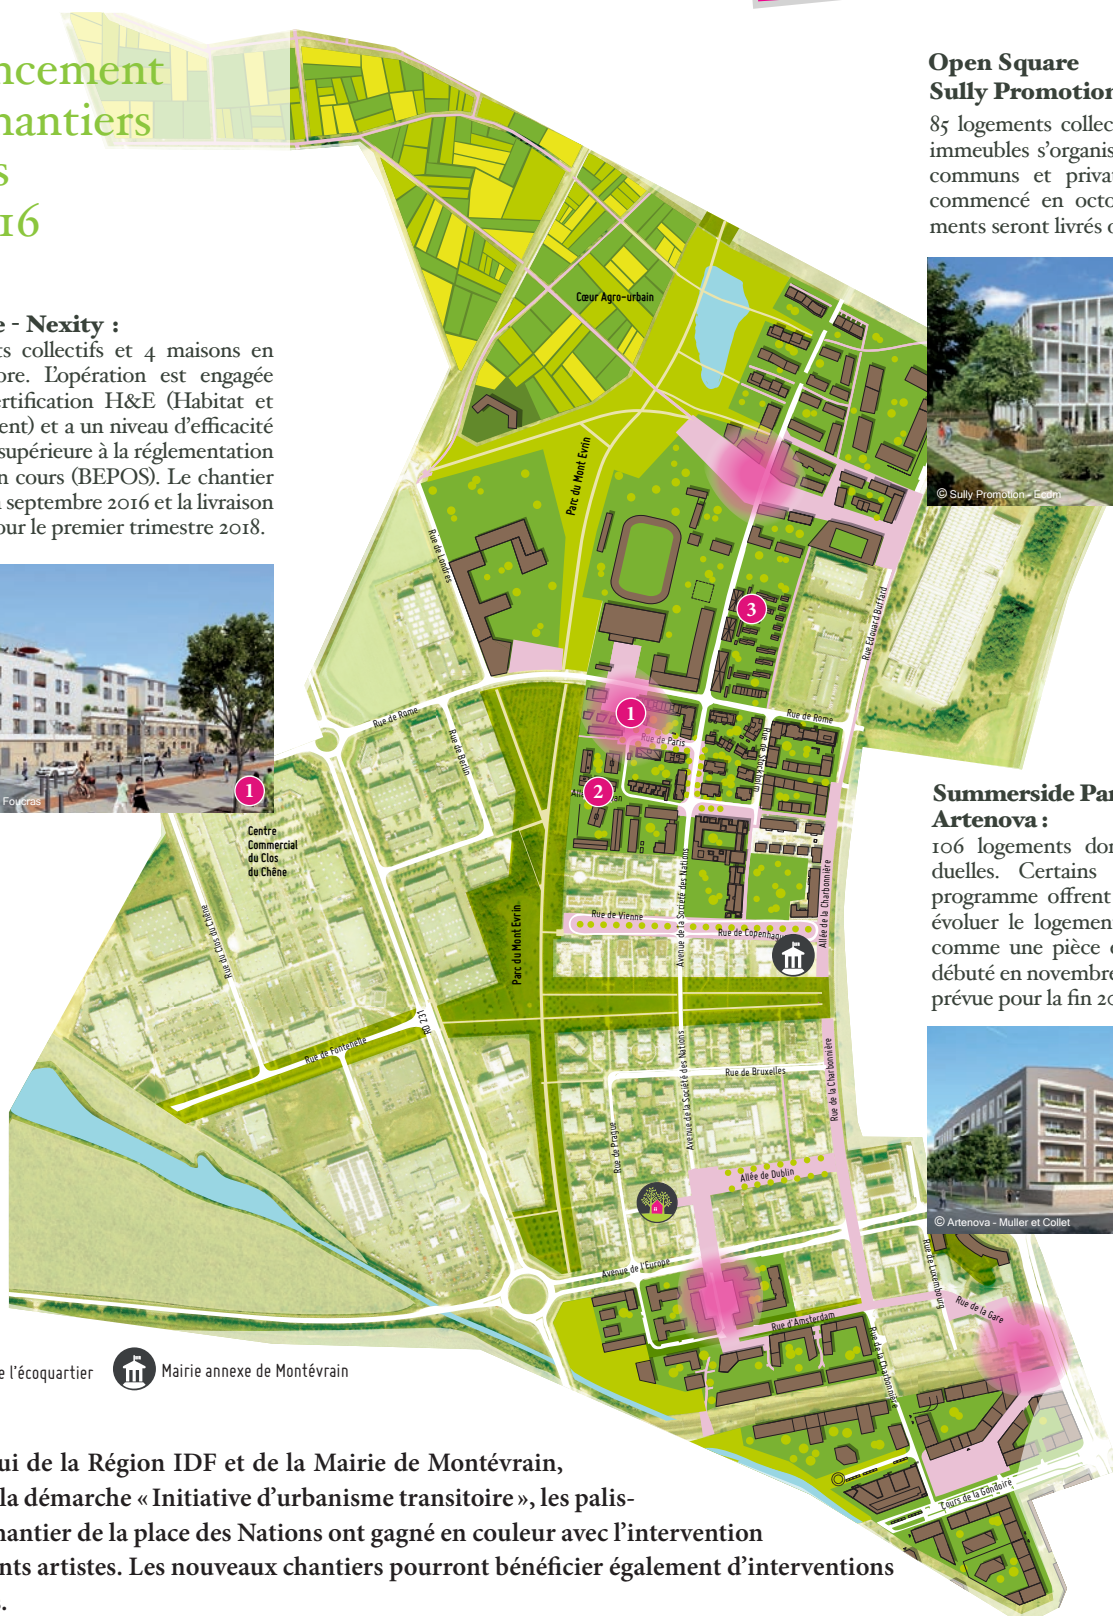 ncement
hantiers
s
16
e - Nexity :
ts collectifs et 4 maisons en
bre. L'opération est engagée
ertification H&E (Habitat et
ent) et a un niveau d'efficacité
supérieure à la réglementation
n cours (BEPOS). Le chantier
n septembre 2016 et la livraison
our le premier trimestre 2018.
Foucras
1
Open Square
Sully Promotion
85 logements collec
immeubles s'organis
communs et priva
commencé en octo
ments seront livrés
© Sully Promotion - Ecdm
Cœur Agro-urbain
Parc du Mont Evrin
Rue de Londres
Rue Edouard Buffard
3
1
2
Rue de Rome
Rue de Rome
Rue de Berlin
Rue de Paris
Rue de Stockholm
Centre
Commercial
du Clos
du Chêne
Rue du Clos du Chêne
Parc du Mont Evrin
Avenue de la Société des Nations
Allée de la Charbonnière
Rue de Vienne
Rue de Copenhague
RD 231
Rue de Fontenelle
Summerside Par
Artenova :
106 logements don
duelles. Certains
programme offrent
évoluer le logemen
comme une pièce
débuté en novembre
prévue pour la fin 20
© Artenova - Muller et Collet
Rue de Bruxelles
Avenue de la Société des Nations
Rue de la Charbonnière
Rue de Prague
Allée de Dublin
Avenue de l'Europe
Rue d'Amsterdam
Rue de Luxembourg
Rue de la Gare
Rue de la Charbonnière
Cours de la Gondoire
e l'écoquartier
Mairie annexe de Montévrain
ui de la Région IDF et de la Mairie de Montévrain,
la démarche « Initiative d'urbanisme transitoire », les palis-
hantier de la place des Nations ont gagné en couleur avec l'intervention
nts artistes. Les nouveaux chantiers pourront bénéficier également d'interventions
s.